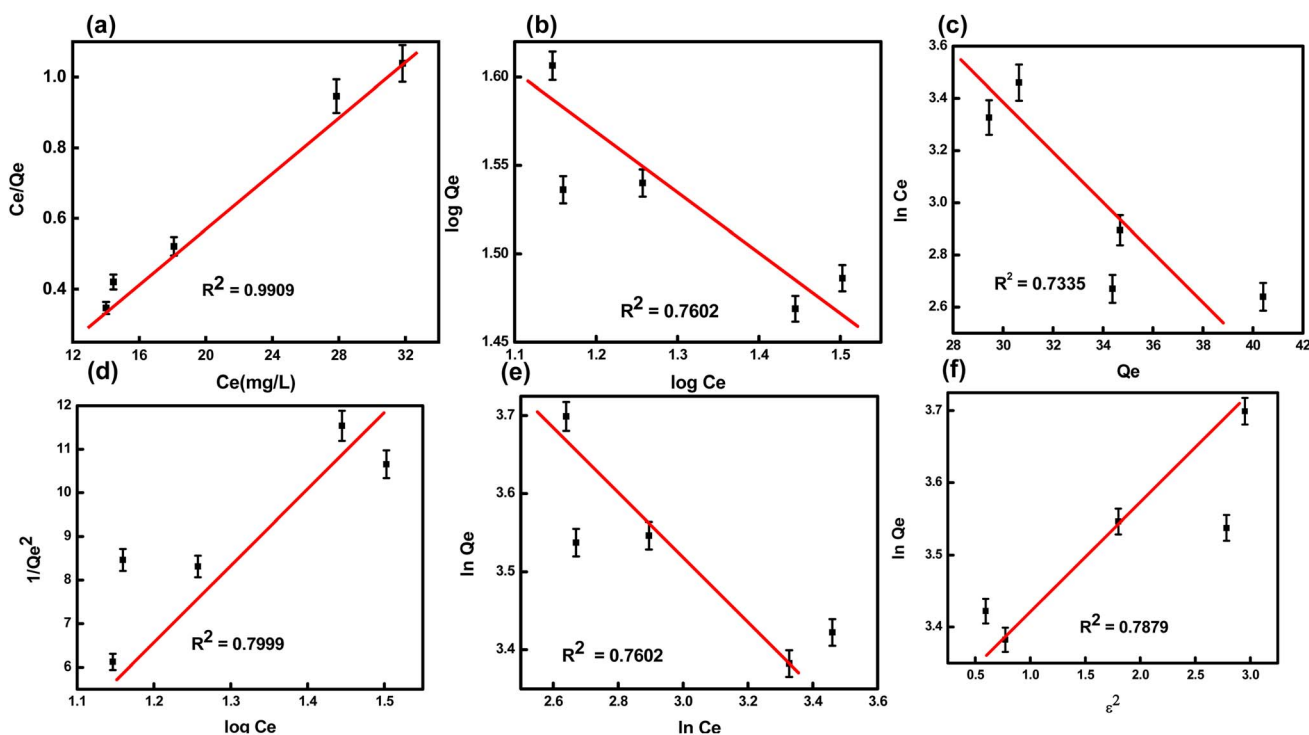 (a)
Ce/Qe
1.0
0.8
0.6
0.4
R² = 0.9909
12 16 20 24 28 32
Ce(mg/L)
(b)
log Qe
1.60
1.55
1.50
1.45
R² = 0.7602
1.1 1.2 1.3 1.4 1.5
log Ce
(c)
ln Ce
3.6
3.4
3.2
3.0
2.8
2.6
R² = 0.7335
28 30 32 34 36 38 40 42
Qe
(d)
1/Qe²
12
11
10
9
8
7
6
R² = 0.7999
1.1 1.2 1.3 1.4 1.5
log Ce
(e)
ln Qe
3.7
3.6
3.5
3.4
R² = 0.7602
2.6 2.8 3.0 3.2 3.4 3.6
ln Ce
(f)
ln Qe
3.7
3.6
3.5
3.4
R² = 0.7879
0.5 1.0 1.5 2.0 2.5 3.0
ε²